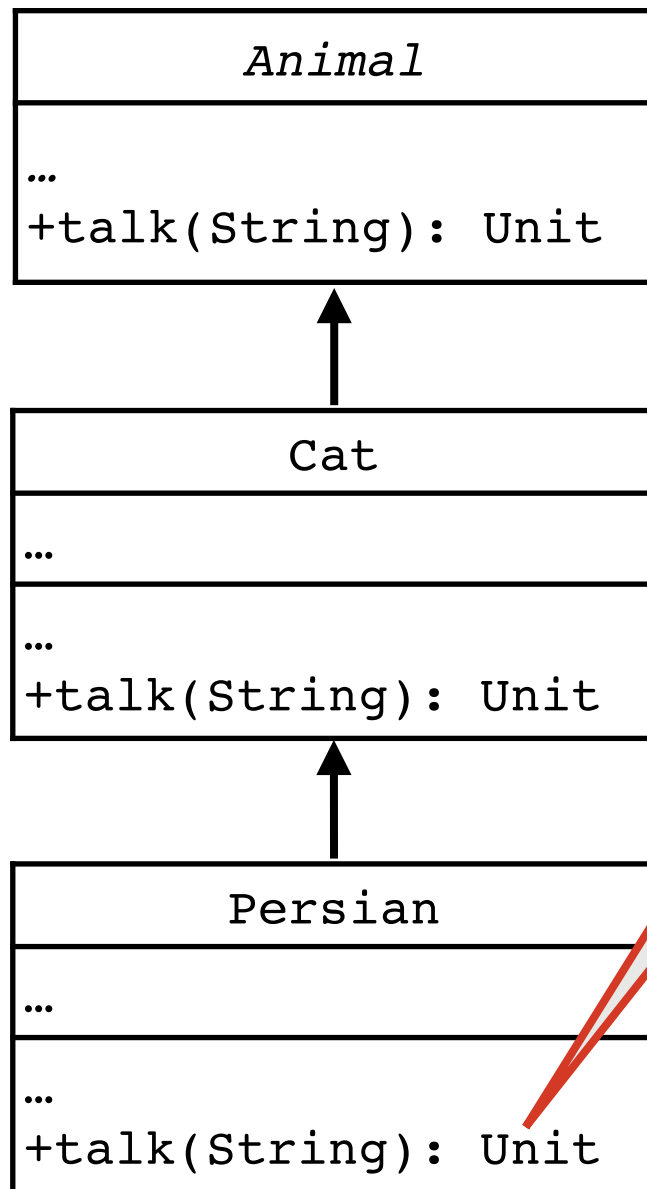 Animal
…
+talk(String): Unit
Cat
…
…
+talk(String): Unit
Persian
…
…
+talk(String): Unit